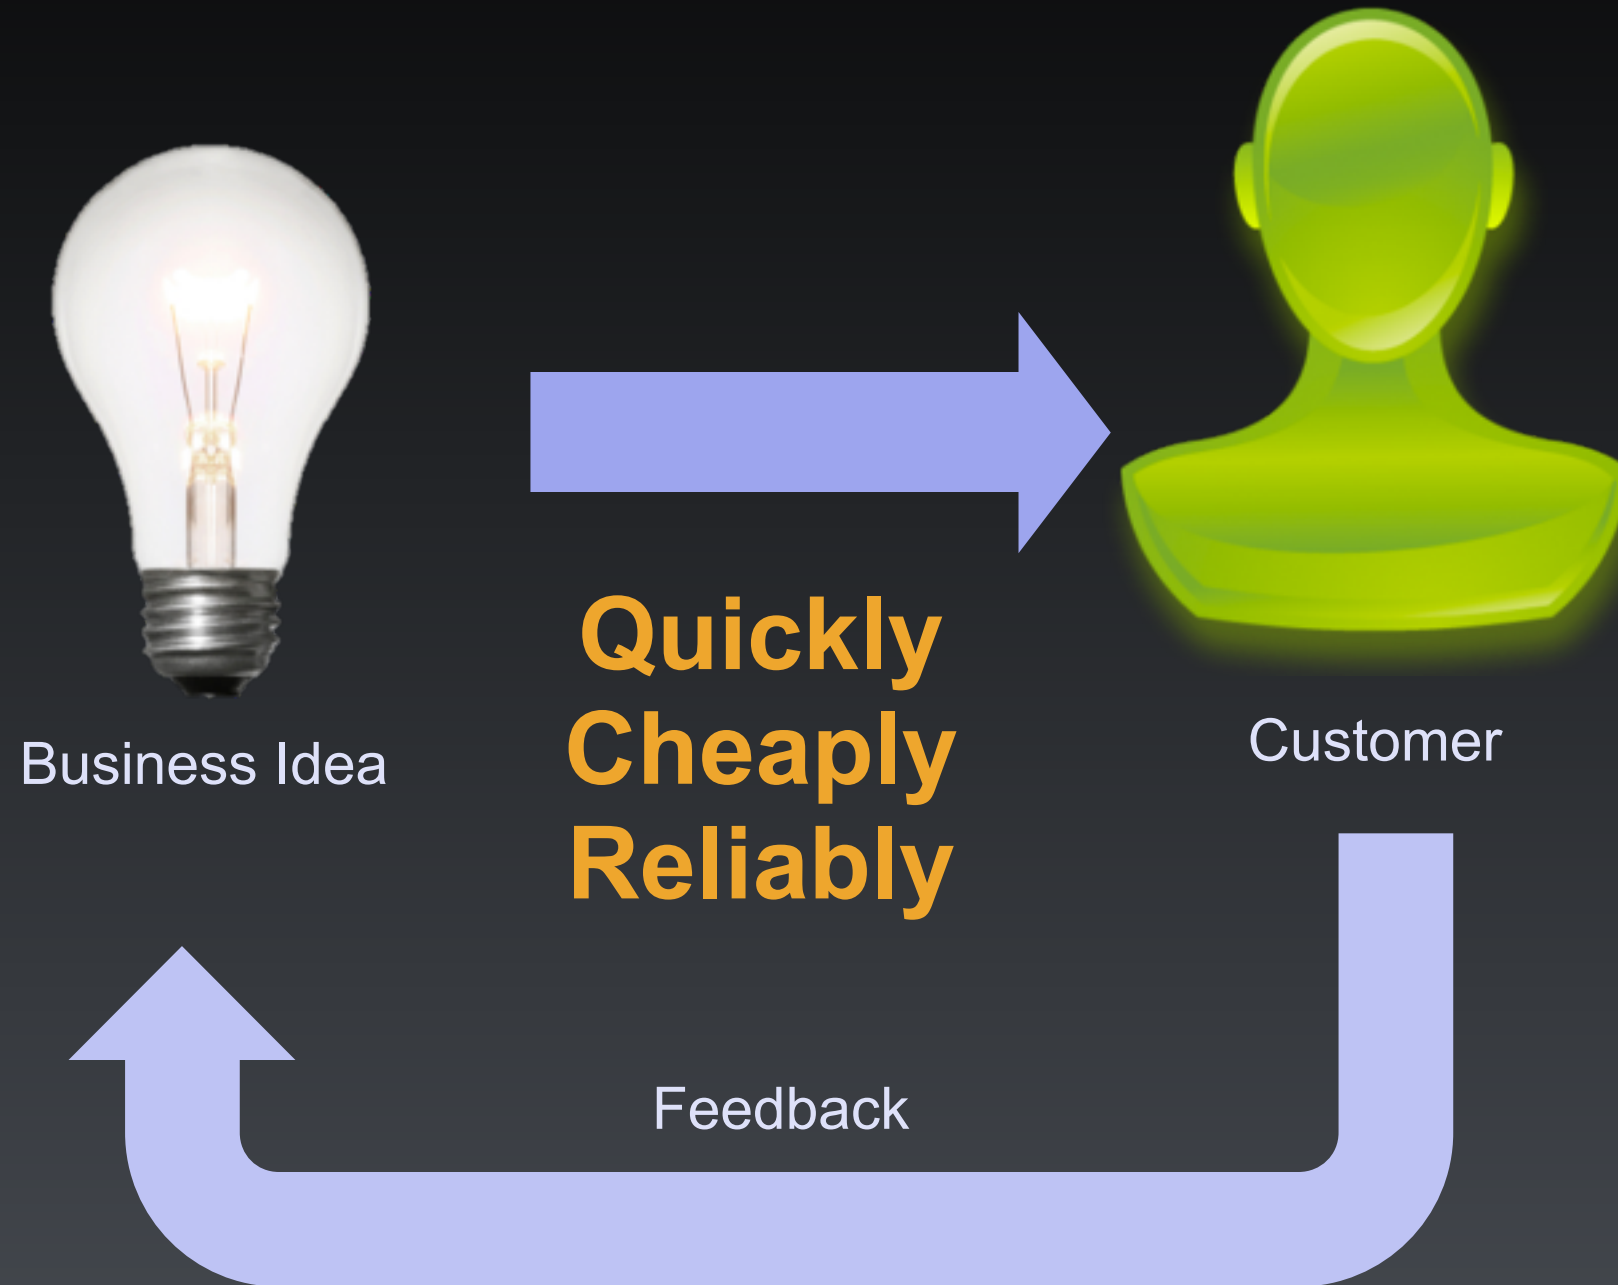 Business Idea
Quickly
Cheaply
Reliably
Customer
Feedback